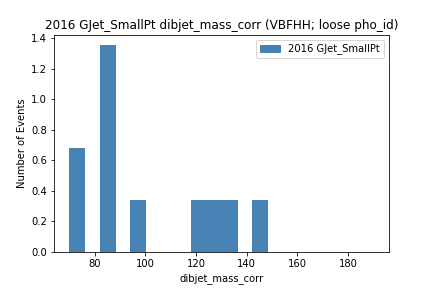 2016 GJet_SmallPt dibjet_mass_corr (VBFHH; loose pho_id)
2016 GJet_SmallPt
Number of Events
1.4
1.2
1.0
0.8
0.6
0.4
0.2
0.0
80 100 120 140 160 180
dibjet_mass_corr